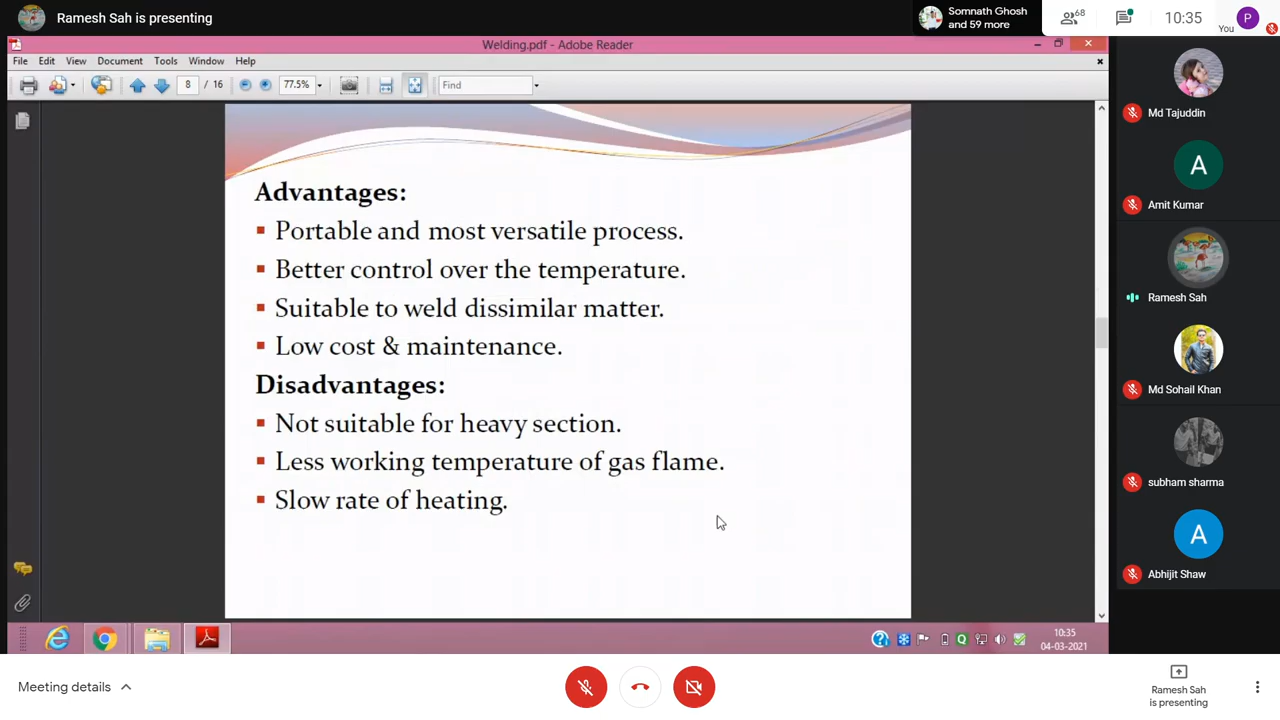 Ramesh Sah is presenting
Somnath Ghosh
and 59 more
68
10:35
You
P
Welding.pdf - Adobe Reader
File Edit View Document Tools Window Help
8 / 16 77.5% Find
Advantages:
Portable and most versatile process.
Better control over the temperature.
Suitable to weld dissimilar matter.
Low cost & maintenance.
Disadvantages:
Not suitable for heavy section.
Less working temperature of gas flame.
Slow rate of heating.
Md Tajuddin
A
Amit Kumar
Ramesh Sah
Md Sohail Khan
subham sharma
A
Abhijit Shaw
10:35
04-03-2021
Meeting details
Ramesh Sah
is presenting